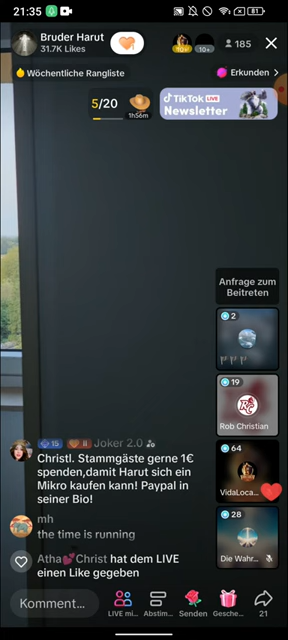 21:35
81
Bruder Harut
31.7K Likes
10+
185
Wöchentliche Rangliste
Erkunden >
5/20
1h56m
TikTok LIVE
Newsletter
Anfrage zum
Beitreten
2
19
Rob Christian
64
VidaLoca...
28
Die Wahr...
15 II Joker 2.0
Christl. Stammgäste gerne 1€
spenden,damit Harut sich ein
Mikro kaufen kann! Paypal in
seiner Bio!
mh
the time is running
Atha💕Christ hat dem LIVE
einen Like gegeben
Komment...
LIVE mi...
Abstim...
Senden
Gesche...
21